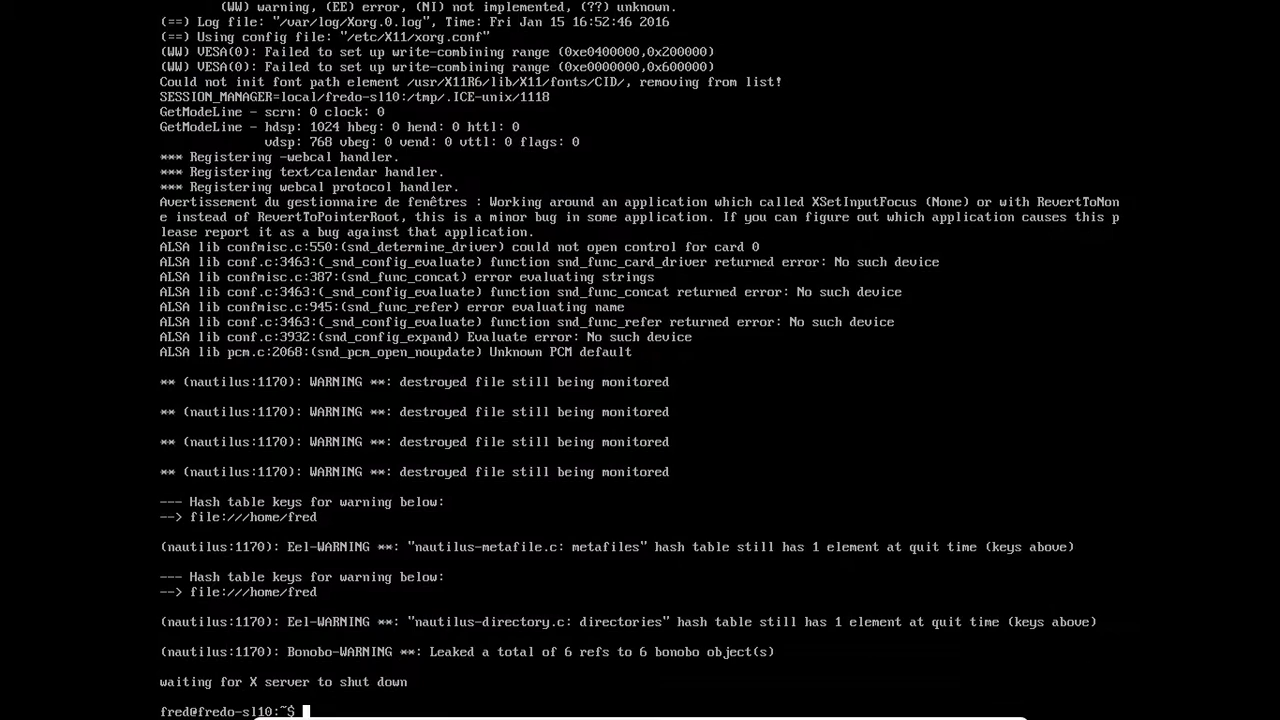 (WW) warning, (EE) error, (NI) not implemented, (??) unknown.
(==) Log file: "/var/log/Xorg.0.log", Time: Fri Jan 15 16:52:46 2016
(==) Using config file: "/etc/X11/xorg.conf"
(WW) VESA(0): Failed to set up write-combining range (0xe0400000,0x200000)
(WW) VESA(0): Failed to set up write-combining range (0xe0000000,0x600000)
Could not init font path element /usr/X11R6/lib/X11/fonts/CID/, removing from list!
SESSION_MANAGER=local/fredo-sl10:/tmp/.ICE-unix/1118
GetModeLine - scrn: 0 clock: 0
GetModeLine - hdsp: 1024 hbeg: 0 hend: 0 httl: 0
vdsp: 768 vbeg: 0 vend: 0 vttl: 0 flags: 0
*** Registering -webcal handler.
*** Registering text/calendar handler.
*** Registering webcal protocol handler.
Avertissement du gestionnaire de fenêtres : Working around an application which called XSetInputFocus (None) or with RevertToNon
e instead of RevertToPointerRoot, this is a minor bug in some application. If you can figure out which application causes this p
lease report it as a bug against that application.
ALSA lib confmisc.c:550:(snd_determine_driver) could not open control for card 0
ALSA lib conf.c:3463:(_snd_config_evaluate) function snd_func_card_driver returned error: No such device
ALSA lib confmisc.c:387:(snd_func_concat) error evaluating strings
ALSA lib conf.c:3463:(_snd_config_evaluate) function snd_func_concat returned error: No such device
ALSA lib confmisc.c:945:(snd_func_refer) error evaluating name
ALSA lib conf.c:3463:(_snd_config_evaluate) function snd_func_refer returned error: No such device
ALSA lib conf.c:3932:(snd_config_expand) Evaluate error: No such device
ALSA lib pcm.c:2068:(snd_pcm_open_noupdate) Unknown PCM default
** (nautilus:1170): WARNING **: destroyed file still being monitored
** (nautilus:1170): WARNING **: destroyed file still being monitored
** (nautilus:1170): WARNING **: destroyed file still being monitored
** (nautilus:1170): WARNING **: destroyed file still being monitored
--- Hash table keys for warning below:
--> file:///home/fred
(nautilus:1170): Eel-WARNING **: "nautilus-metafile.c: metafiles" hash table still has 1 element at quit time (keys above)
--- Hash table keys for warning below:
--> file:///home/fred
(nautilus:1170): Eel-WARNING **: "nautilus-directory.c: directories" hash table still has 1 element at quit time (keys above)
(nautilus:1170): Bonobo-WARNING **: Leaked a total of 6 refs to 6 bonobo object(s)
waiting for X server to shut down
fred@fredo-sl10:~$